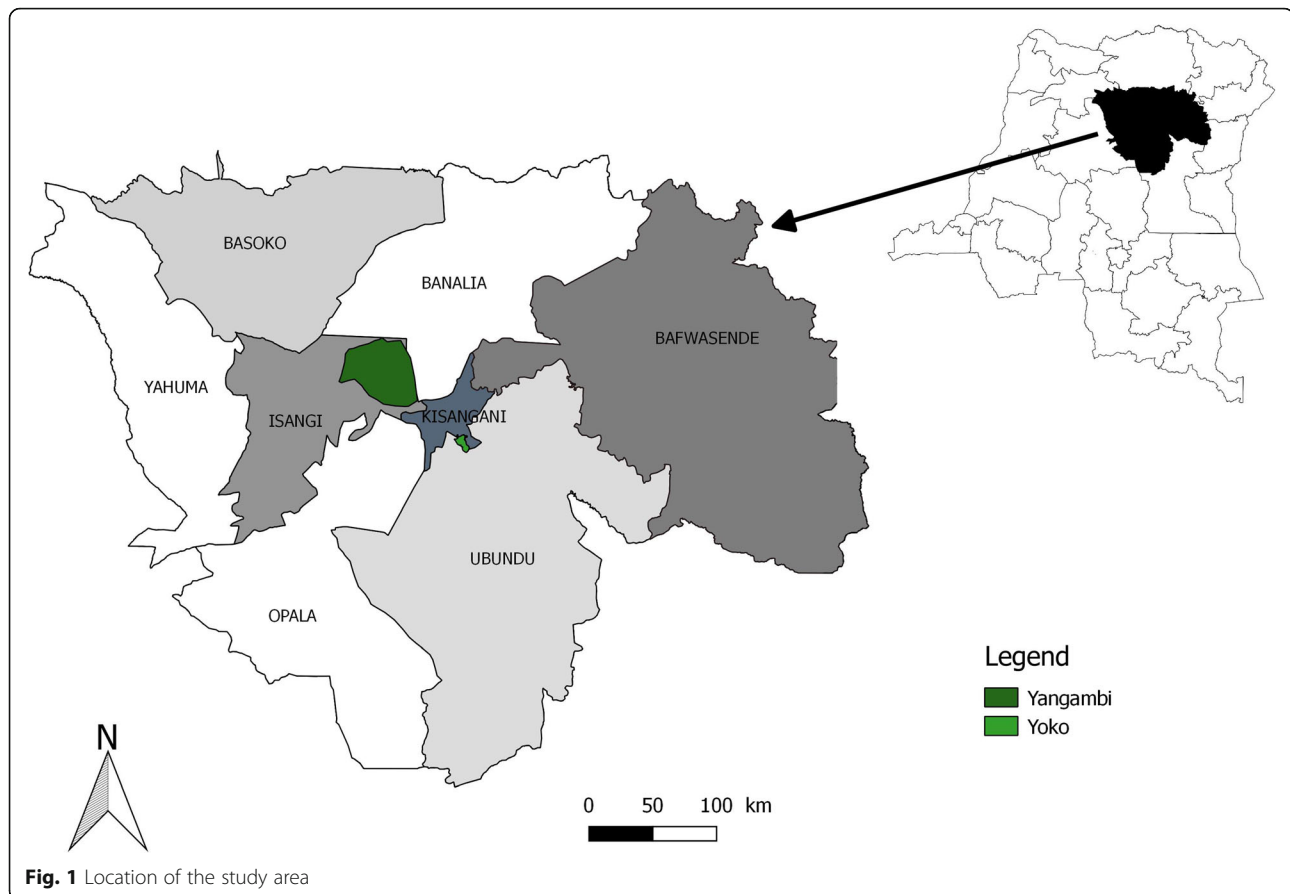 BASOKO
BANALIA
BAFWASENDE
YAHUMA
ISANGI
KISANGANI
UBUNDU
OPALA
Legend
Yangambi
Yoko
N
0 50 100 km
Fig. 1 Location of the study area